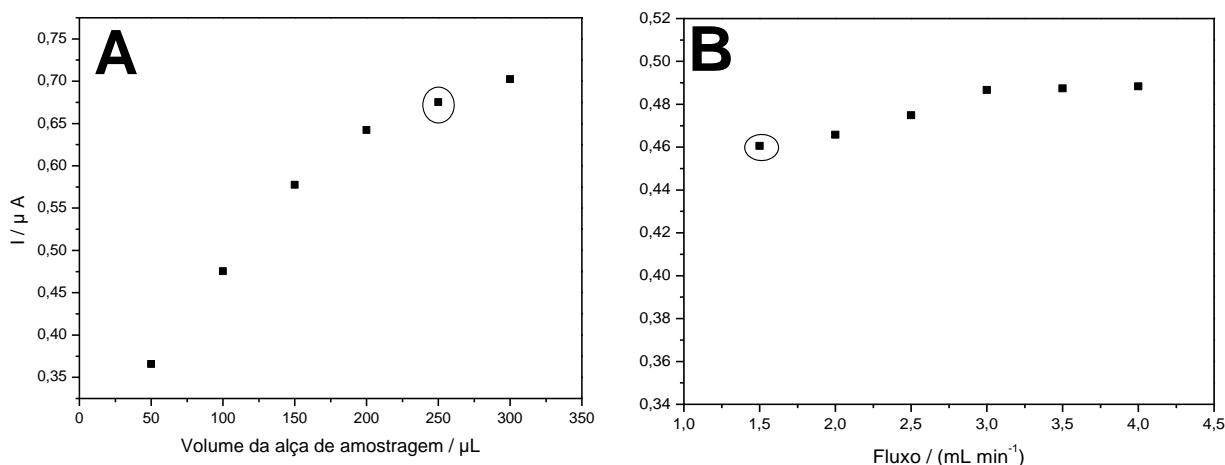 A
0,75
0,70
0,65
0,60
0,55
0,50
0,45
0,40
0,35
I / µ A
0 50 100 150 200 250 300 350
Volume da alça de amostragem / µL
B
0,52
0,50
0,48
0,46
0,44
0,42
0,40
0,38
0,36
0,34
1,0 1,5 2,0 2,5 3,0 3,5 4,0 4,5
Fluxo / (mL min⁻¹)